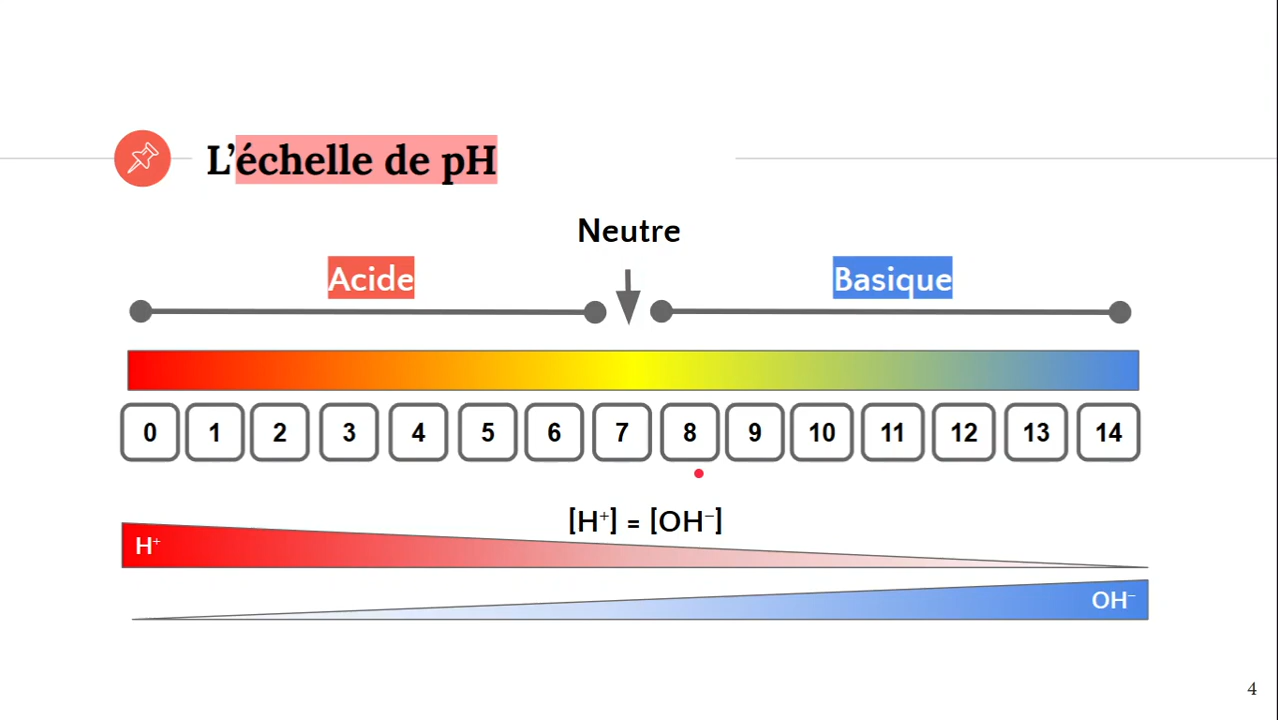 L’échelle de pH
Neutre
Acide
Basique
0 1 2 3 4 5 6 7 8 9 10 11 12 13 14
[H⁺] = [OH⁻]
H⁺
OH⁻
4